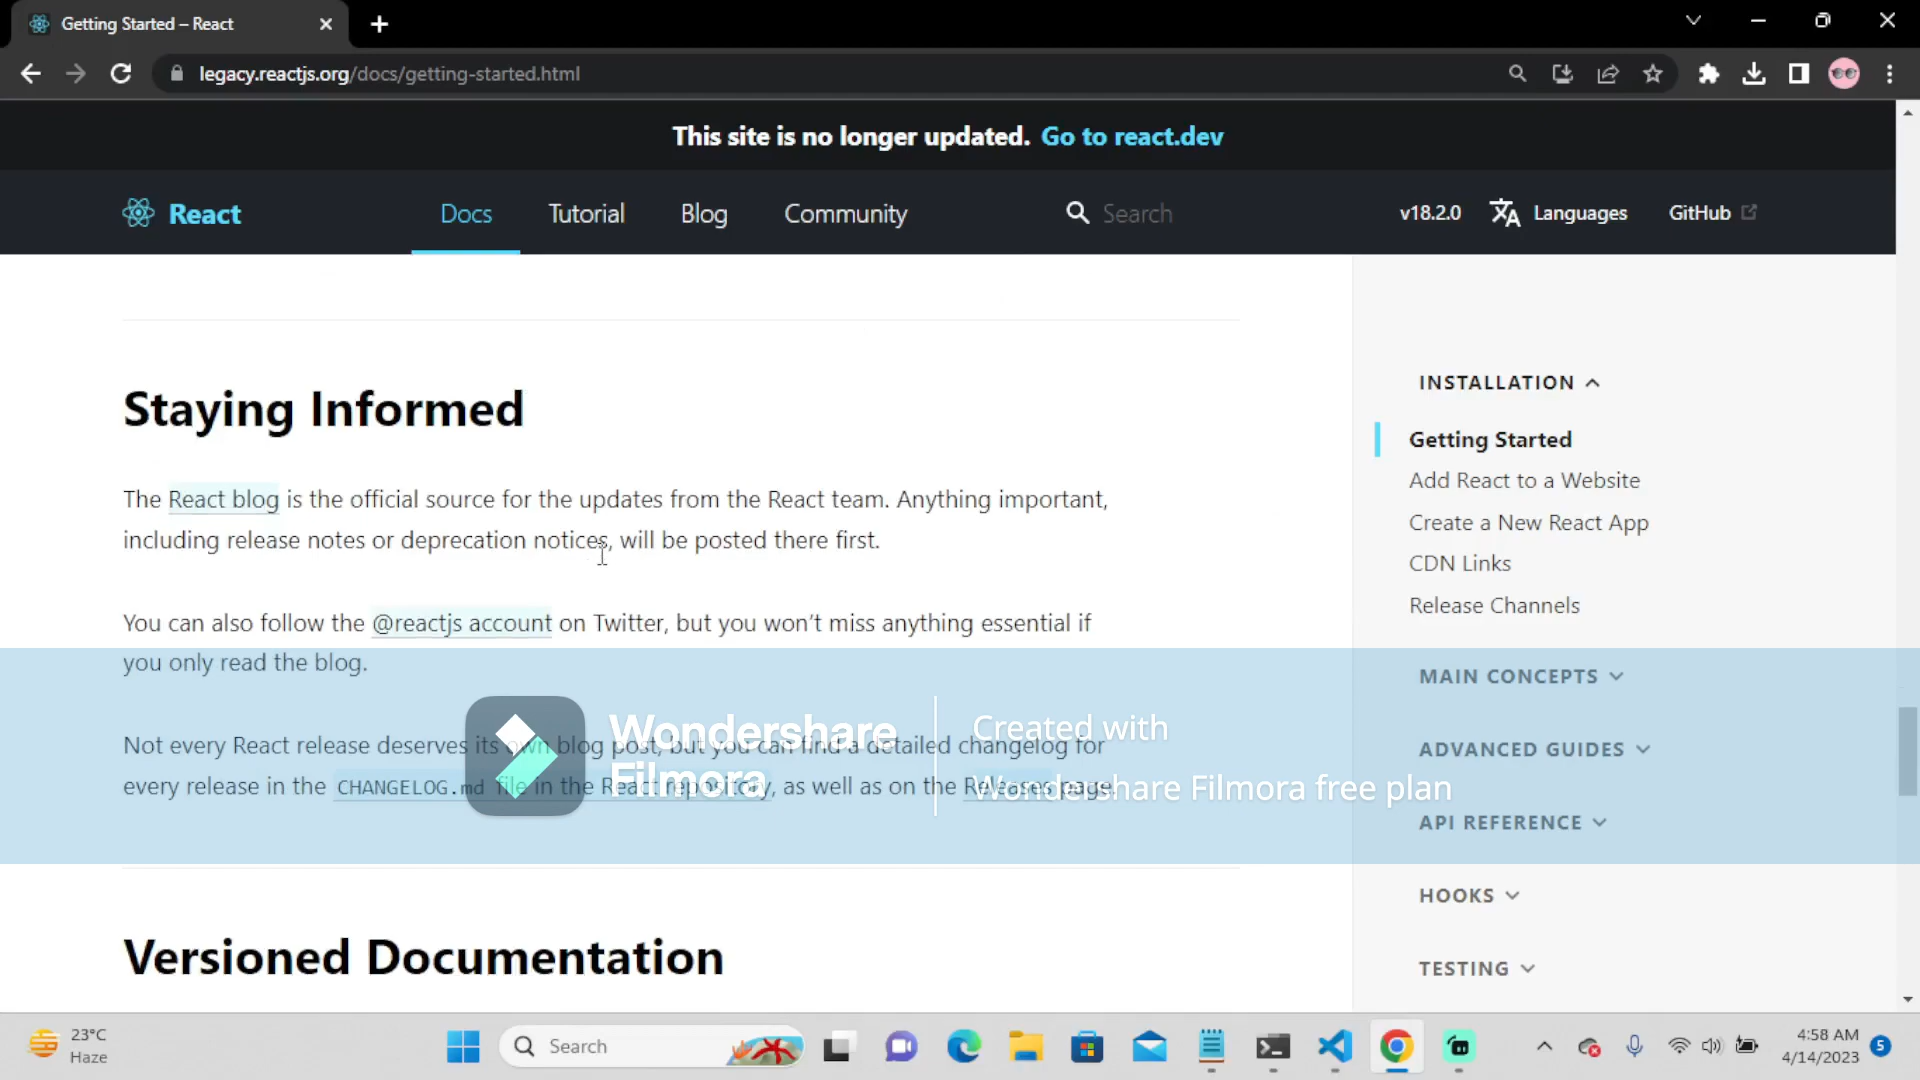 Getting Started – React
legacy.reactjs.org/docs/getting-started.html
This site is no longer updated. Go to react.dev
React
Docs
Tutorial
Blog
Community
Search
v18.2.0
Languages
GitHub
Staying Informed
The React blog is the official source for the updates from the React team. Anything important,
including release notes or deprecation notices, will be posted there first.
You can also follow the @reactjs account on Twitter, but you won’t miss anything essential if
you only read the blog.
Not every React release deserves its own blog post, but you can find a detailed changelog for
every release in the CHANGELOG.md file in the React repository, as well as on the Releases page.
Versioned Documentation
INSTALLATION
Getting Started
Add React to a Website
Create a New React App
CDN Links
Release Channels
MAIN CONCEPTS
ADVANCED GUIDES
API REFERENCE
HOOKS
TESTING
Wondershare
Filmora
Created with
Wondershare Filmora free plan
23°C
Haze
Search
4:58 AM
4/14/2023
5